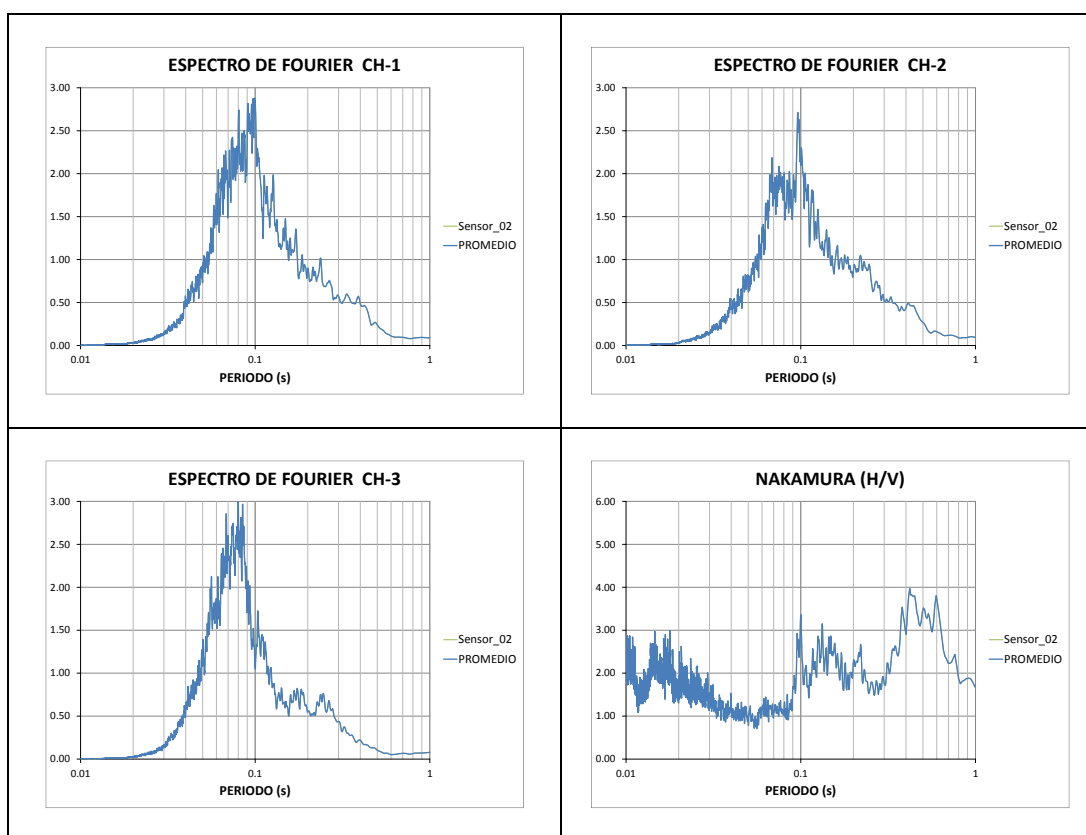 ESPECTRO DE FOURIER CH-1
3.00
2.50
2.00
1.50
1.00
0.50
0.00
0.01
0.1
1
PERIODO (s)
Sensor_02
PROMEDIO
ESPECTRO DE FOURIER CH-2
3.00
2.50
2.00
1.50
1.00
0.50
0.00
0.01
0.1
1
PERIODO (s)
Sensor_02
PROMEDIO
ESPECTRO DE FOURIER CH-3
3.00
2.50
2.00
1.50
1.00
0.50
0.00
0.01
0.1
1
PERIODO (s)
Sensor_02
PROMEDIO
NAKAMURA (H/V)
6.00
5.00
4.00
3.00
2.00
1.00
0.00
0.01
0.1
1
PERIODO (s)
Sensor_02
PROMEDIO